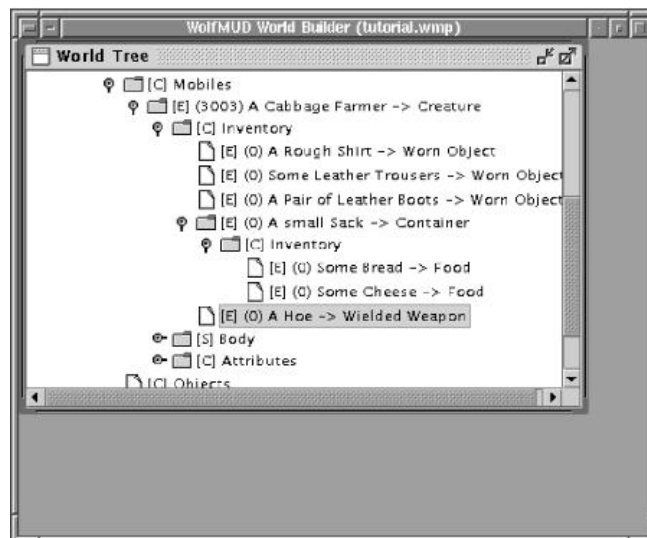 WolfMUD World Builder (tutorial.wmp)
World Tree
[C] Mobiles
[E] (3003) A Cabbage Farmer -> Creature
[C] Inventory
[E] (0) A Rough Shirt -> Worn Object
[E] (0) Some Leather Trousers -> Worn Object
[E] (0) A Pair of Leather Boots -> Worn Object
[E] (0) A small Sack -> Container
[C] Inventory
[E] (0) Some Bread -> Food
[E] (0) Some Cheese -> Food
[E] (0) A Hoe -> Wielded Weapon
[S] Body
[C] Attributes
[C] Objects